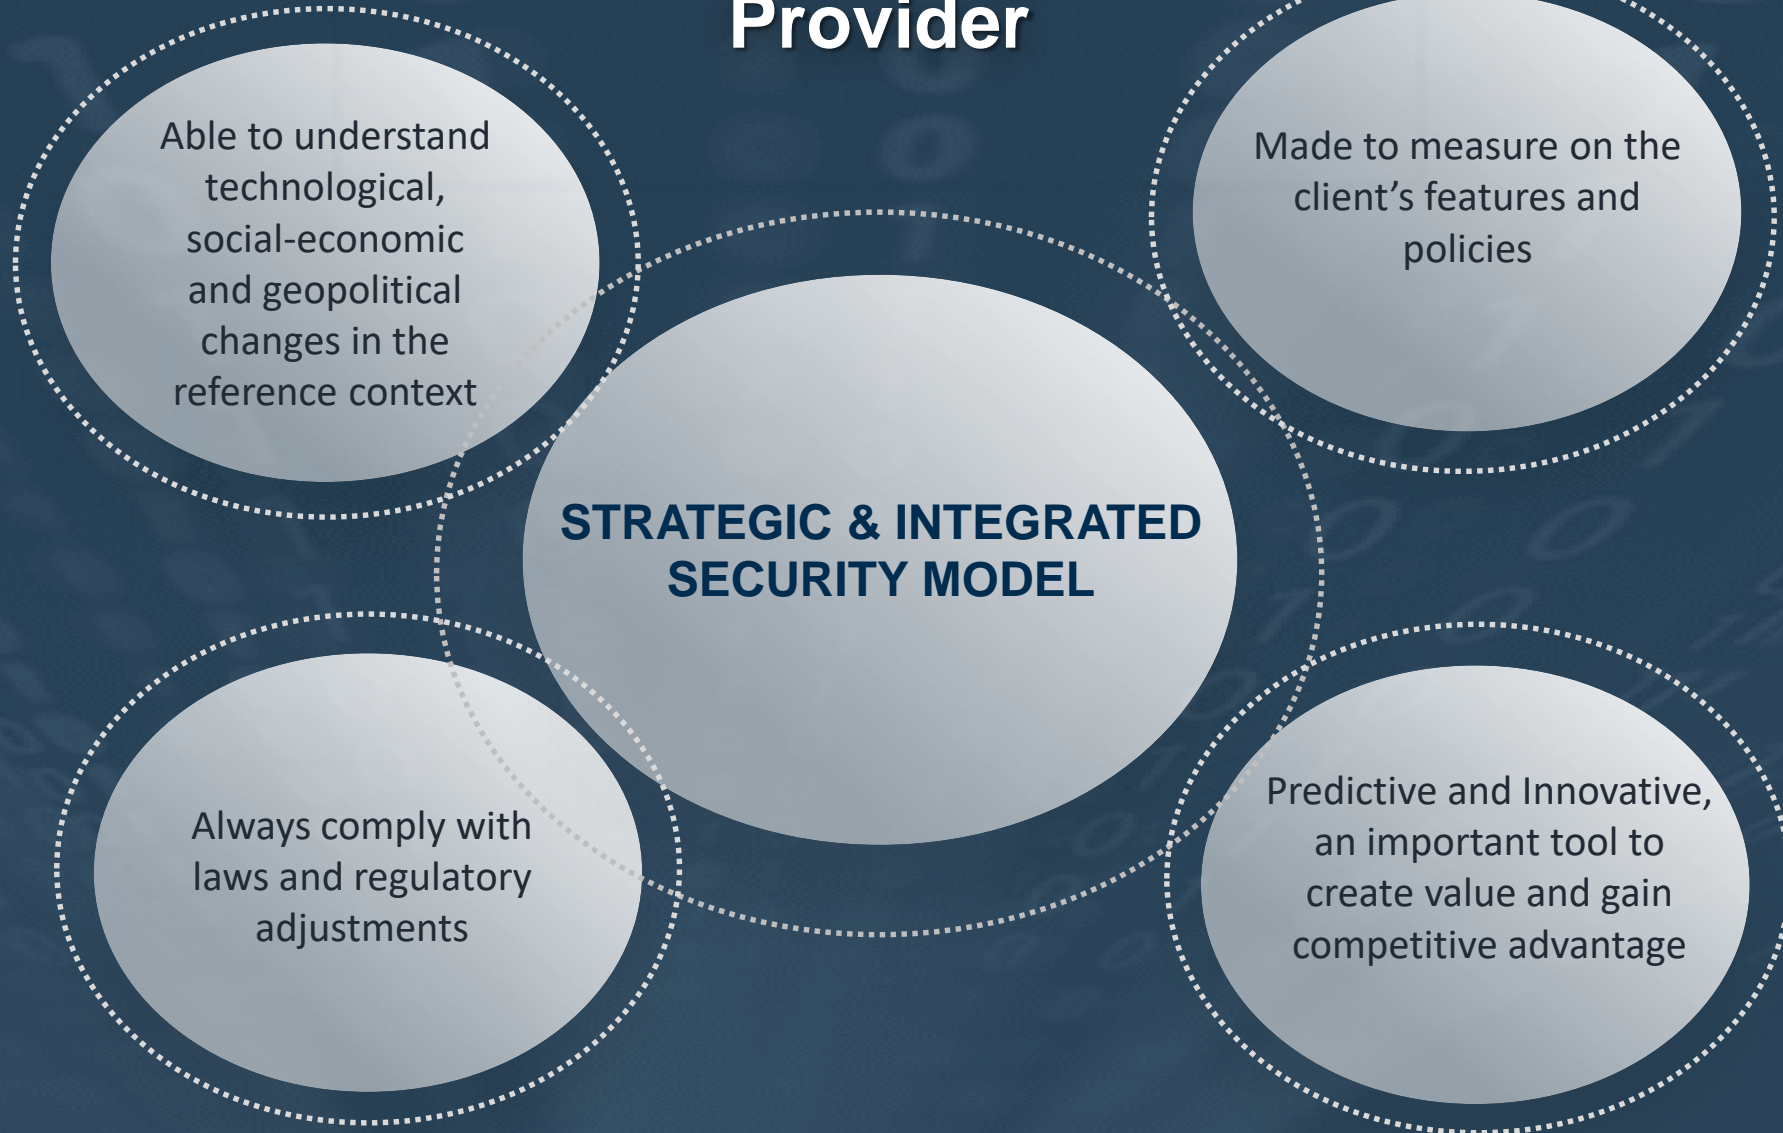 Provider
Able to understand
technological,
social-economic
and geopolitical
changes in the
reference context
Made to measure on the
client’s features and
policies
STRATEGIC & INTEGRATED
SECURITY MODEL
Always comply with
laws and regulatory
adjustments
Predictive and Innovative,
an important tool to
create value and gain
competitive advantage